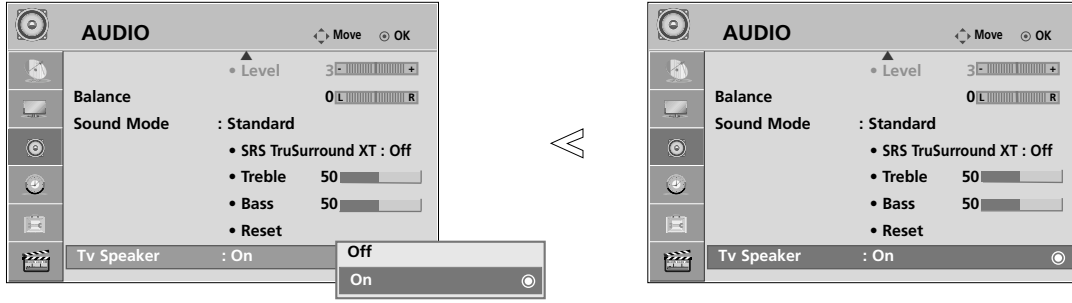 AUDIO Move OK
• Level 3 - +
Balance 0 L R
Sound Mode : Standard
• SRS TruSurround XT : Off
• Treble 50
• Bass 50
• Reset
Tv Speaker : On
Off
On
AUDIO Move OK
• Level 3 - +
Balance 0 L R
Sound Mode : Standard
• SRS TruSurround XT : Off
• Treble 50
• Bass 50
• Reset
Tv Speaker : On